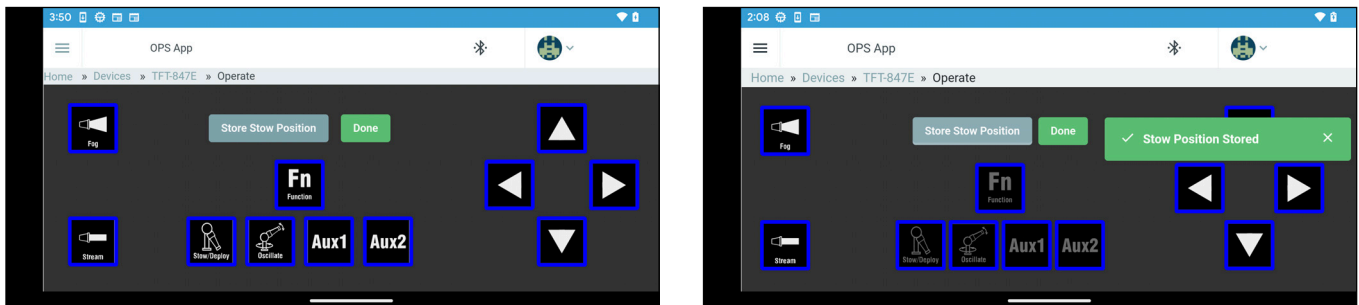 3:50
OPS App
Home » Devices » TFT-847E » Operate
Fog
Store Stow Position
Done
Fn
Function
Stream
Stow/Deploy
Oscillate
Aux1
Aux2
2:08
OPS App
Home » Devices » TFT-847E » Operate
Fog
Store Stow Position
Done
Stow Position Stored
Fn
Function
Stream
Stow/Deploy
Oscillate
Aux1
Aux2